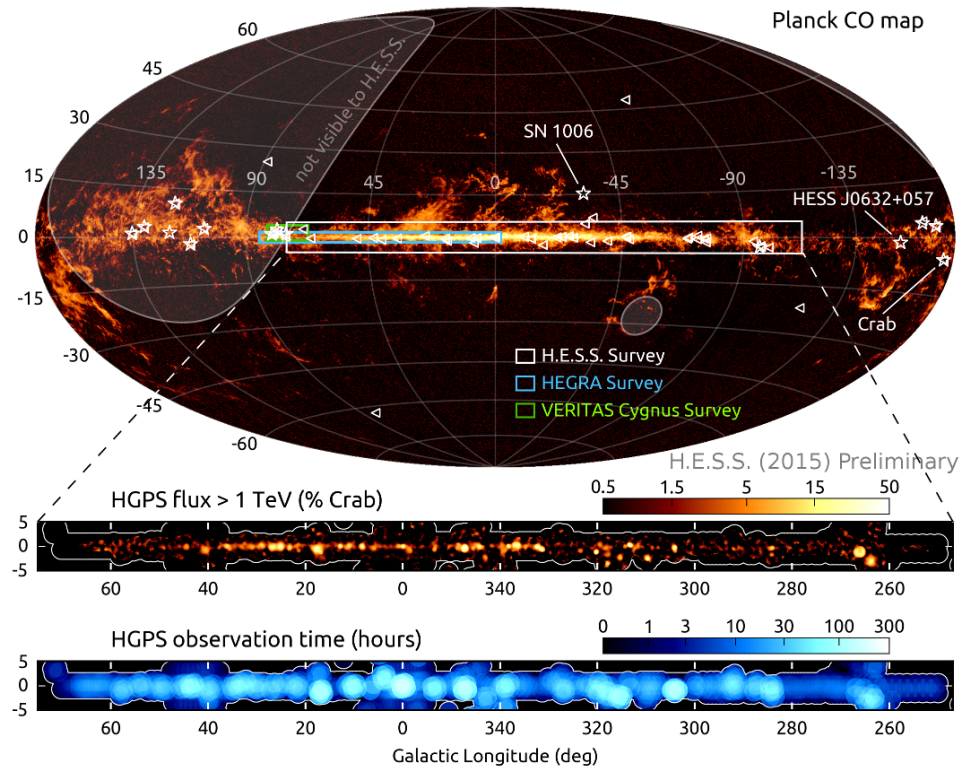 Planck CO map
60
45
30
15
0
-15
-30
-45
-60
not visible to H.E.S.S.
135
90
45
0
-45
-90
-135
SN 1006
HESS J0632+057
Crab
H.E.S.S. Survey
HEGRA Survey
VERITAS Cygnus Survey
H.E.S.S. (2015) Preliminary
HGPS flux > 1 TeV (% Crab)
0.5 1.5 5 15 50
5
0
-5
60 40 20 0 340 320 300 280 260
HGPS observation time (hours)
0 1 3 10 30 100 300
5
0
-5
60 40 20 0 340 320 300 280 260
Galactic Longitude (deg)